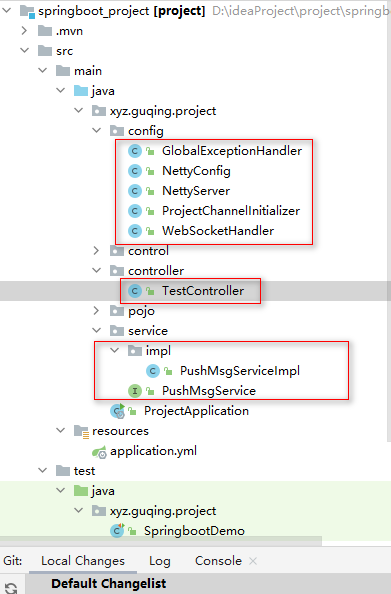 springboot_project [project] D:\ideaProject\project\spring
.mvn
src
main
java
xyz.guqing.project
config
GlobalExceptionHandler
NettyConfig
NettyServer
ProjectChannelInitializer
WebSocketHandler
control
controller
TestController
pojo
service
impl
PushMsgServiceImpl
PushMsgService
ProjectApplication
resources
application.yml
test
java
xyz.guqing.project
SpringbootDemo
Git: Local Changes Log Console
Default Changelist